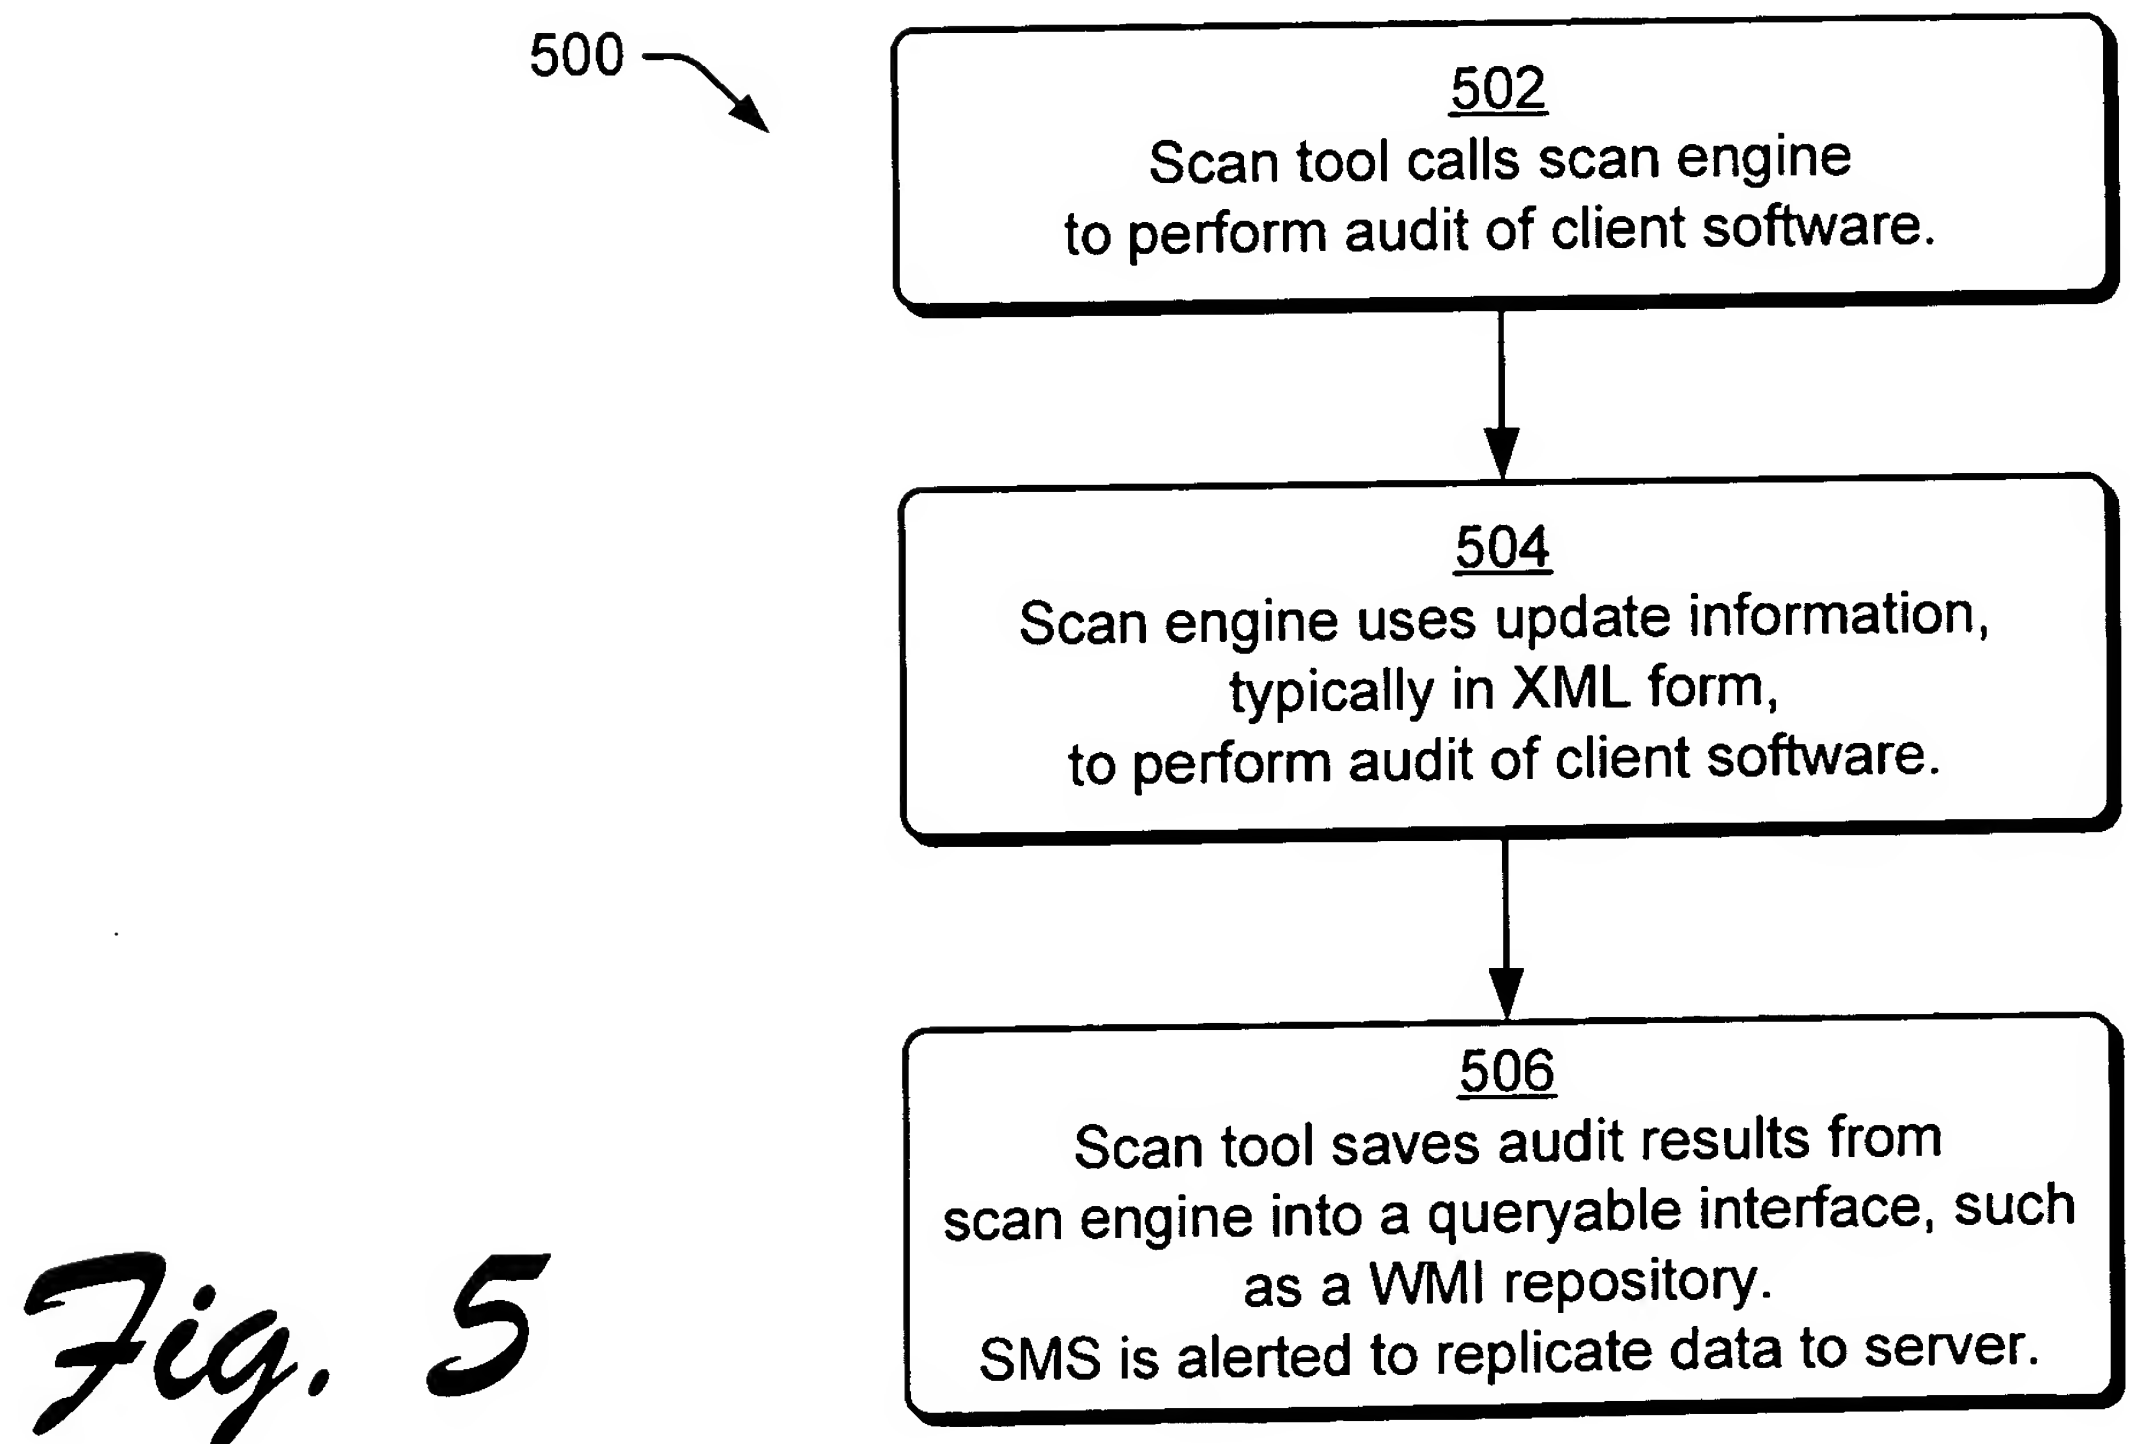 500
502
Scan tool calls scan engine
to perform audit of client software.
504
Scan engine uses update information,
typically in XML form,
to perform audit of client software.
506
Scan tool saves audit results from
scan engine into a queryable interface, such
as a WMI repository.
SMS is alerted to replicate data to server.
Fig. 5